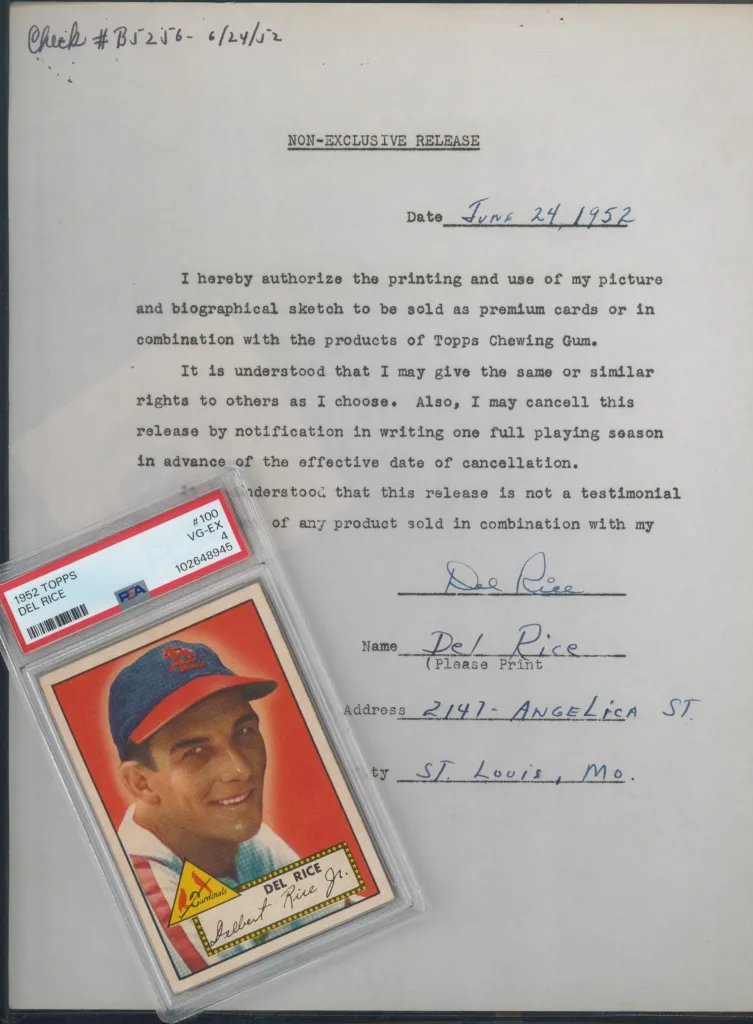 Check # B5256- 6/24/52
NON-EXCLUSIVE RELEASE
Date June 24, 1952
I hereby authorize the printing and use of my picture
and biographical sketch to be sold as premium cards or in
combination with the products of Topps Chewing Gum.
It is understood that I may give the same or similar
rights to others as I choose. Also, I may cancel this
release by notification in writing one full playing season
in advance of the effective date of cancellation.
understood that this release is not a testimonial
of any product sold in combination with my
Del Rice
Name Del Rice
(Please Print
Address 2147- ANGELICA ST.
ty ST. Louis, Mo.
1952 TOPPS #100
DEL RICE VG-EX
4
PSA 102648945
STL
Cardinals
DEL RICE
Delbert Rice Jr.